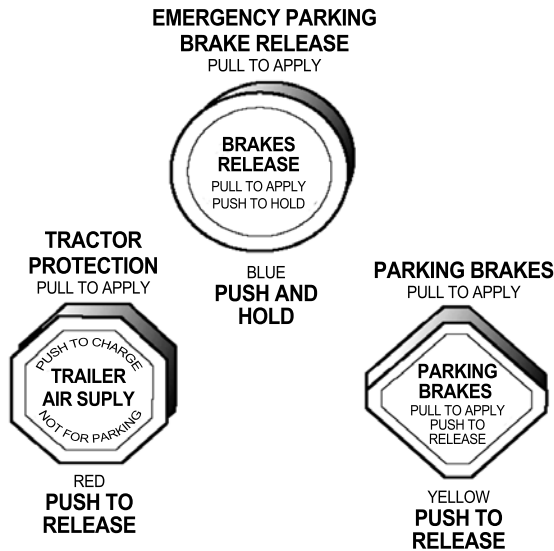 EMERGENCY PARKING
BRAKE RELEASE
PULL TO APPLY
BRAKES
RELEASE
PULL TO APPLY
PUSH TO HOLD
BLUE
PUSH AND
HOLD
TRACTOR
PROTECTION
PULL TO APPLY
PUSH TO CHARGE
TRAILER
AIR SUPLY
NOT FOR PARKING
RED
PUSH TO
RELEASE
PARKING BRAKES
PULL TO APPLY
PARKING
BRAKES
PULL TO APPLY
PUSH TO
RELEASE
YELLOW
PUSH TO
RELEASE